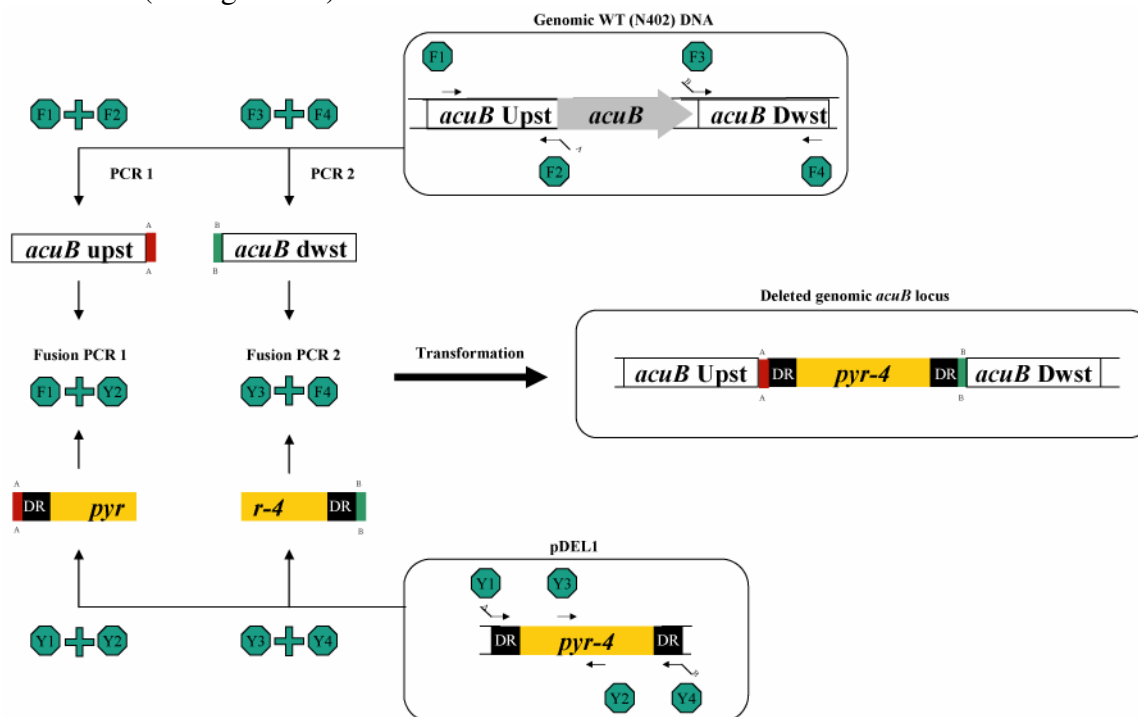 Genomic WT (N402) DNA
F1
F3
B
acuB Upst
acuB
acuB Dwst
A
F2
F4
F1
F2
F3
F4
PCR 1
PCR 2
A
B
acuB upst
acuB dwst
A
B
Fusion PCR 1
Fusion PCR 2
F1
Y2
Y3
F4
Transformation
Deleted genomic acuB locus
A
B
acuB Upst
DR
pyr-4
DR
acuB Dwst
A
B
A
B
DR
pyr
r-4
DR
A
B
Y1
Y2
Y3
Y4
pDEL1
Y1
Y3
A
DR
pyr-4
DR
B
Y2
Y4